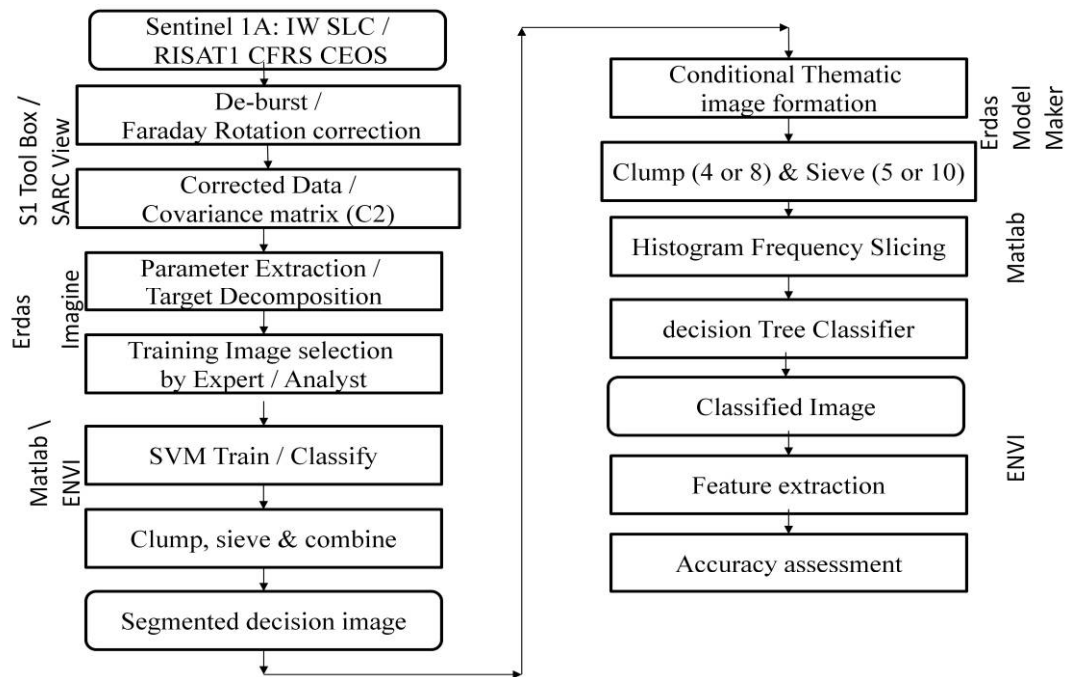 Sentinel 1A: IW SLC /
RISAT1 CFRS CEOS
De-burst /
Faraday Rotation correction
Corrected Data /
Covariance matrix (C2)
S1 Tool Box /
SARC View
Parameter Extraction /
Target Decomposition
Training Image selection
by Expert / Analyst
Erdas
Imagine
SVM Train / Classify
Clump, sieve & combine
Matlab \
ENVI
Segmented decision image
Conditional Thematic
image formation
Clump (4 or 8) & Sieve (5 or 10)
Erdas
Model
Maker
Histogram Frequency Slicing
Matlab
decision Tree Classifier
Classified Image
Feature extraction
ENVI
Accuracy assessment